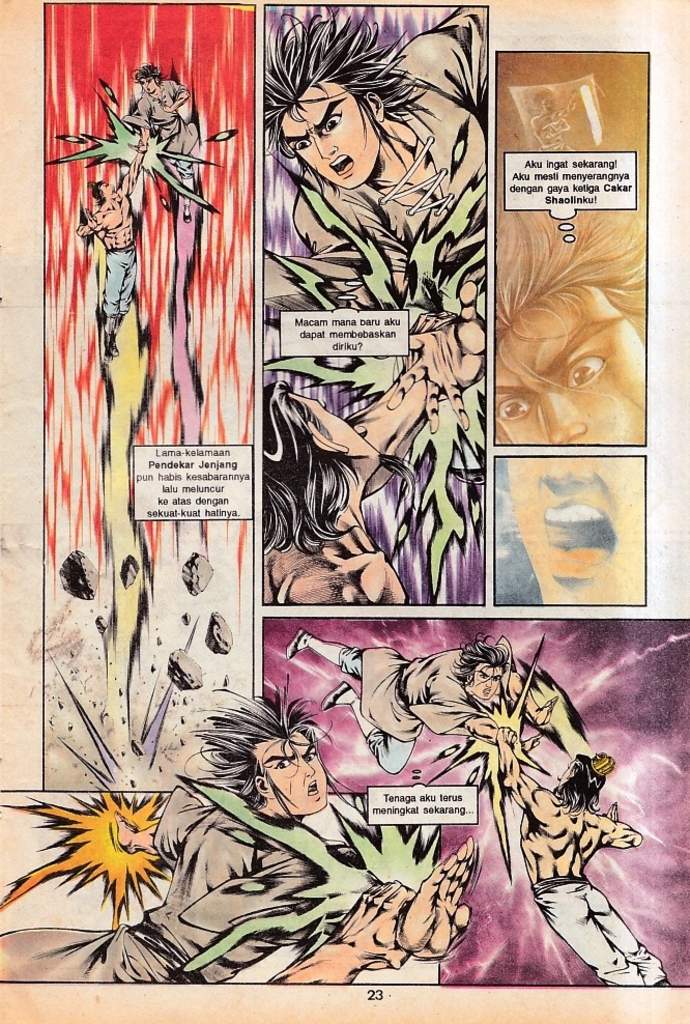 Lama-kelamaan
Pendekar Jenjang
pun habis kesabarannya
lalu meluncur
ke atas dengan
sekuat-kuat hatinya.
Macam mana baru aku
dapat membebaskan
diriku?
Aku ingat sekarang!
Aku mesti menyerangnya
dengan gaya ketiga Cakar
Shaolinku!
Tenaga aku terus
meningkat sekarang...
23